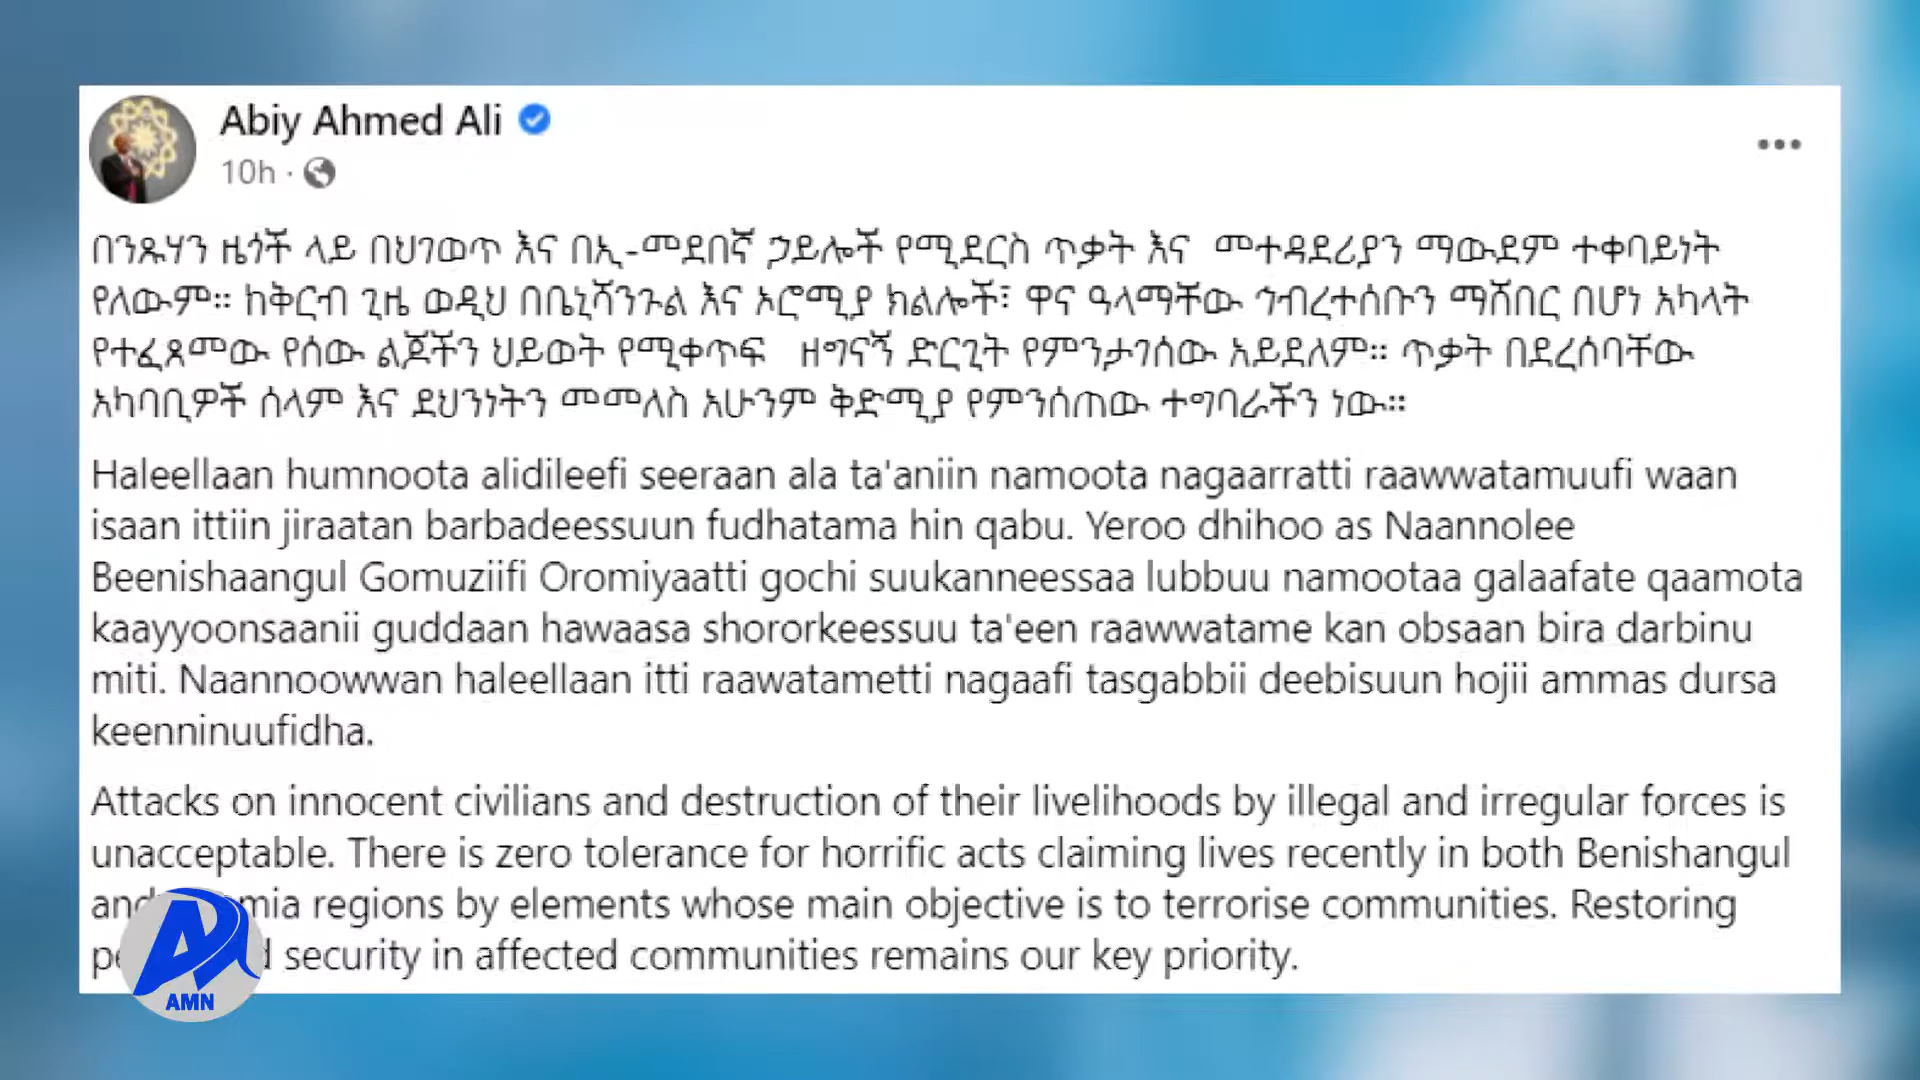 Abiy Ahmed Ali
10h
በንጹሃን ዜጎች ላይ በህገወጥ እና በኢ-መደበኛ ኃይሎች የሚደርስ ጥቃት እና መተዳደሪያን ማውደም ተቀባይነት
የለውም። ከቅርብ ጊዜ ወዲህ በቤኒሻንጉል እና ኦሮሚያ ክልሎች፣ ዋና ዓላማቸው ኅብረተሰቡን ማሸበር በሆነ አካላት
የተፈጸመው የሰው ልጆችን ህይወት የሚቀጥፍ ዘግናኝ ድርጊት የምንታገሰው አይደለም። ጥቃት በደረሰባቸው
አካባቢዎች ሰላም እና ደህንነትን መመለስ አሁንም ቅድሚያ የምንሰጠው ተግባራችን ነው።
Haleellaan humnoota alidileefi seeraan ala ta'aniin namoota nagaarratti raawwatamuufi waan
isaan ittiin jiraatan barbadeessuun fudhatama hin qabu. Yeroo dhihoo as Naannolee
Beenishaangul Gomuziifi Oromiyaatti gochi suukanneessaa lubbuu namootaa galaafate qaamota
kaayyoonsaanii guddaan hawaasa shororkeessuu ta'een raawwatame kan obsaan bira darbinu
miti. Naannoowwan haleellaan itti raawatametti nagaafi tasgabbii deebisuun hojii ammas dursa
keenninuufidha.
Attacks on innocent civilians and destruction of their livelihoods by illegal and irregular forces is
unacceptable. There is zero tolerance for horrific acts claiming lives recently in both Benishangul
and mia regions by elements whose main objective is to terrorise communities. Restoring
security in affected communities remains our key priority.
AMN